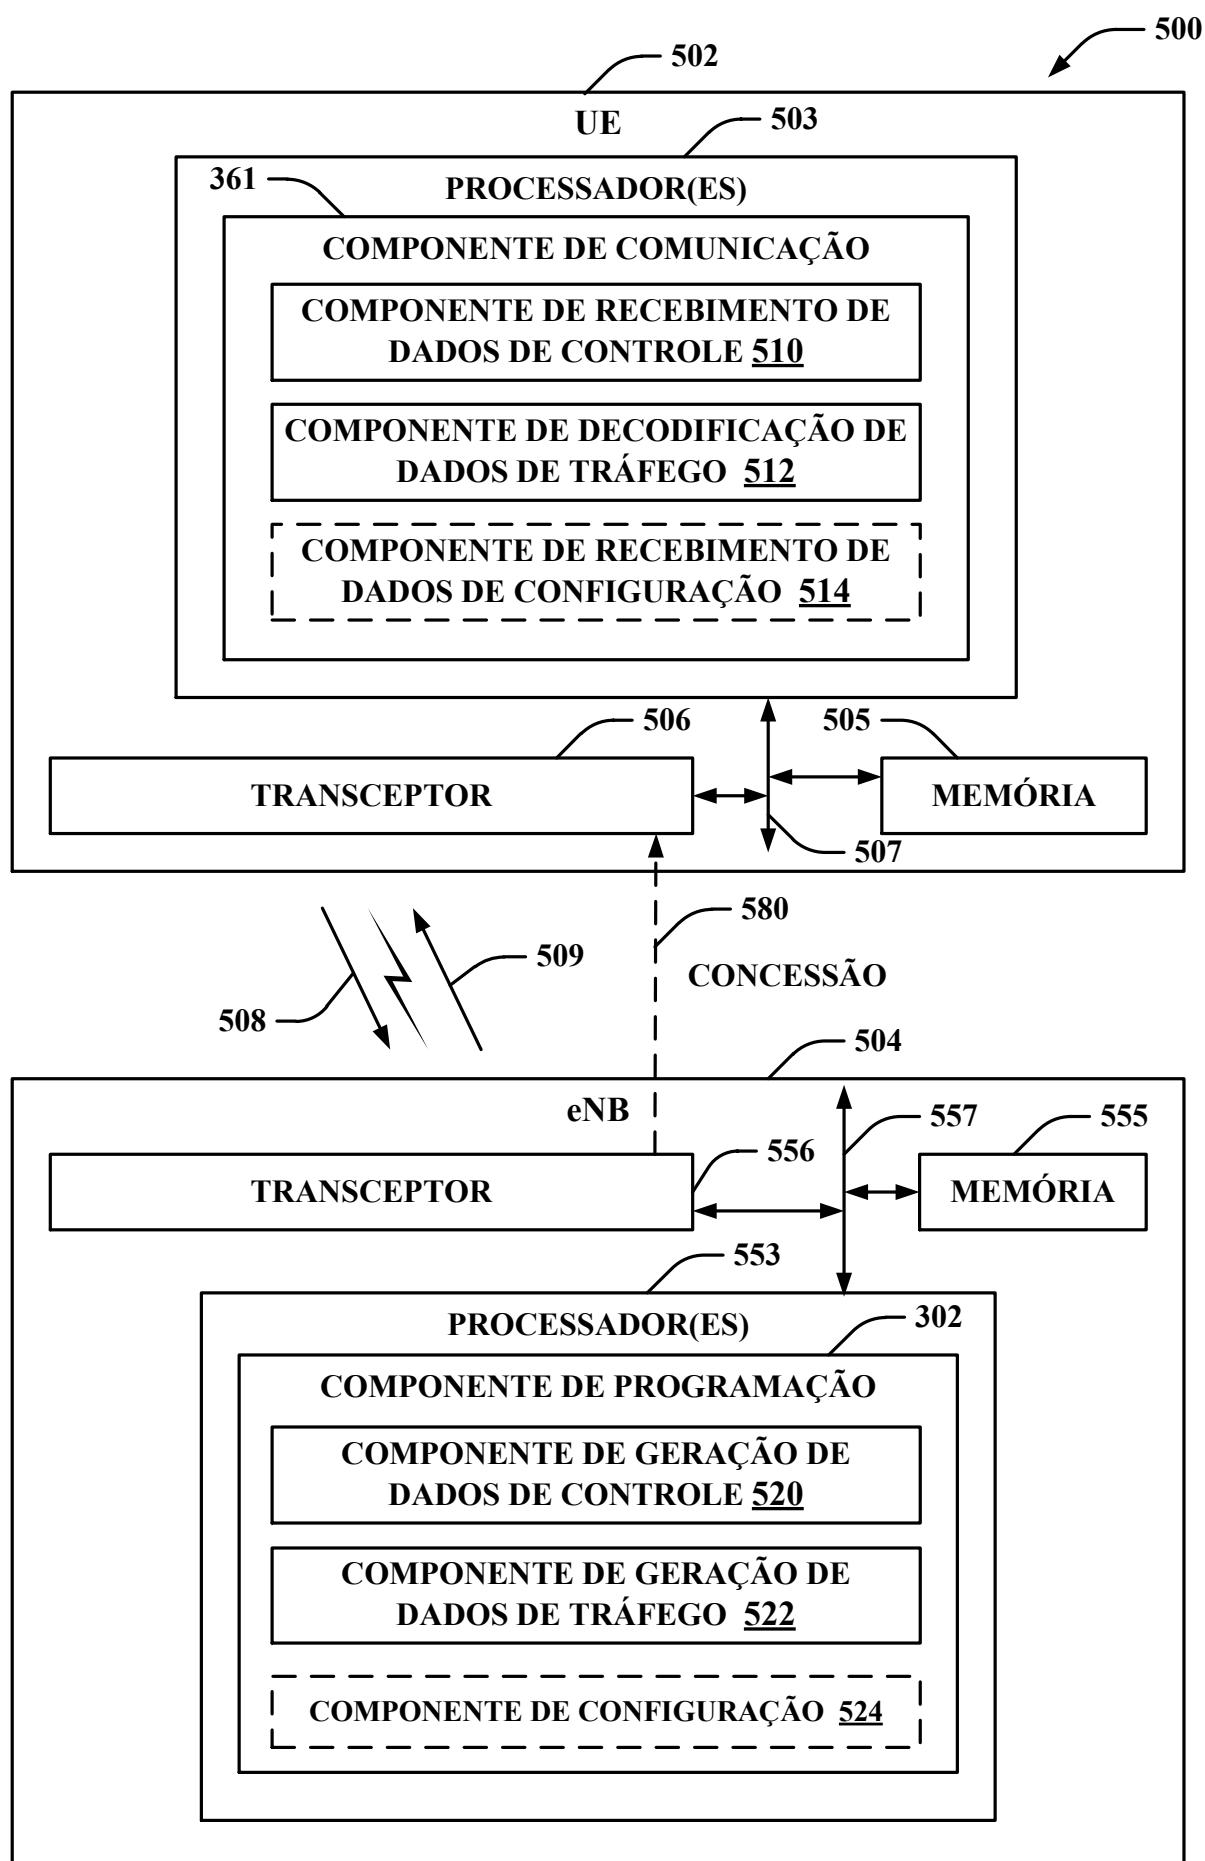 500
502
UE
503
361
PROCESSADOR(ES)
COMPONENTE DE COMUNICAÇÃO
COMPONENTE DE RECEBIMENTO DE
DADOS DE CONTROLE 510
COMPONENTE DE DECODIFICAÇÃO DE
DADOS DE TRÁFEGO 512
COMPONENTE DE RECEBIMENTO DE
DADOS DE CONFIGURAÇÃO 514
506
505
TRANSCEPTOR
MEMÓRIA
507
580
509
CONCESSÃO
508
504
eNB
557
555
556
TRANSCEPTOR
MEMÓRIA
553
PROCESSADOR(ES)
302
COMPONENTE DE PROGRAMAÇÃO
COMPONENTE DE GERAÇÃO DE
DADOS DE CONTROLE 520
COMPONENTE DE GERAÇÃO DE
DADOS DE TRÁFEGO 522
COMPONENTE DE CONFIGURAÇÃO 524